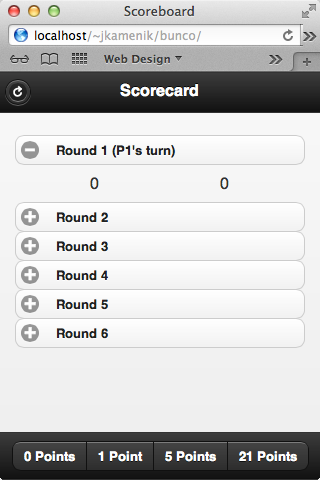 Scoreboard
localhost/~jkamenik/bunco/
Web Design
Scorecard
Round 1 (P1's turn)
0 0
Round 2
Round 3
Round 4
Round 5
Round 6
0 Points 1 Point 5 Points 21 Points